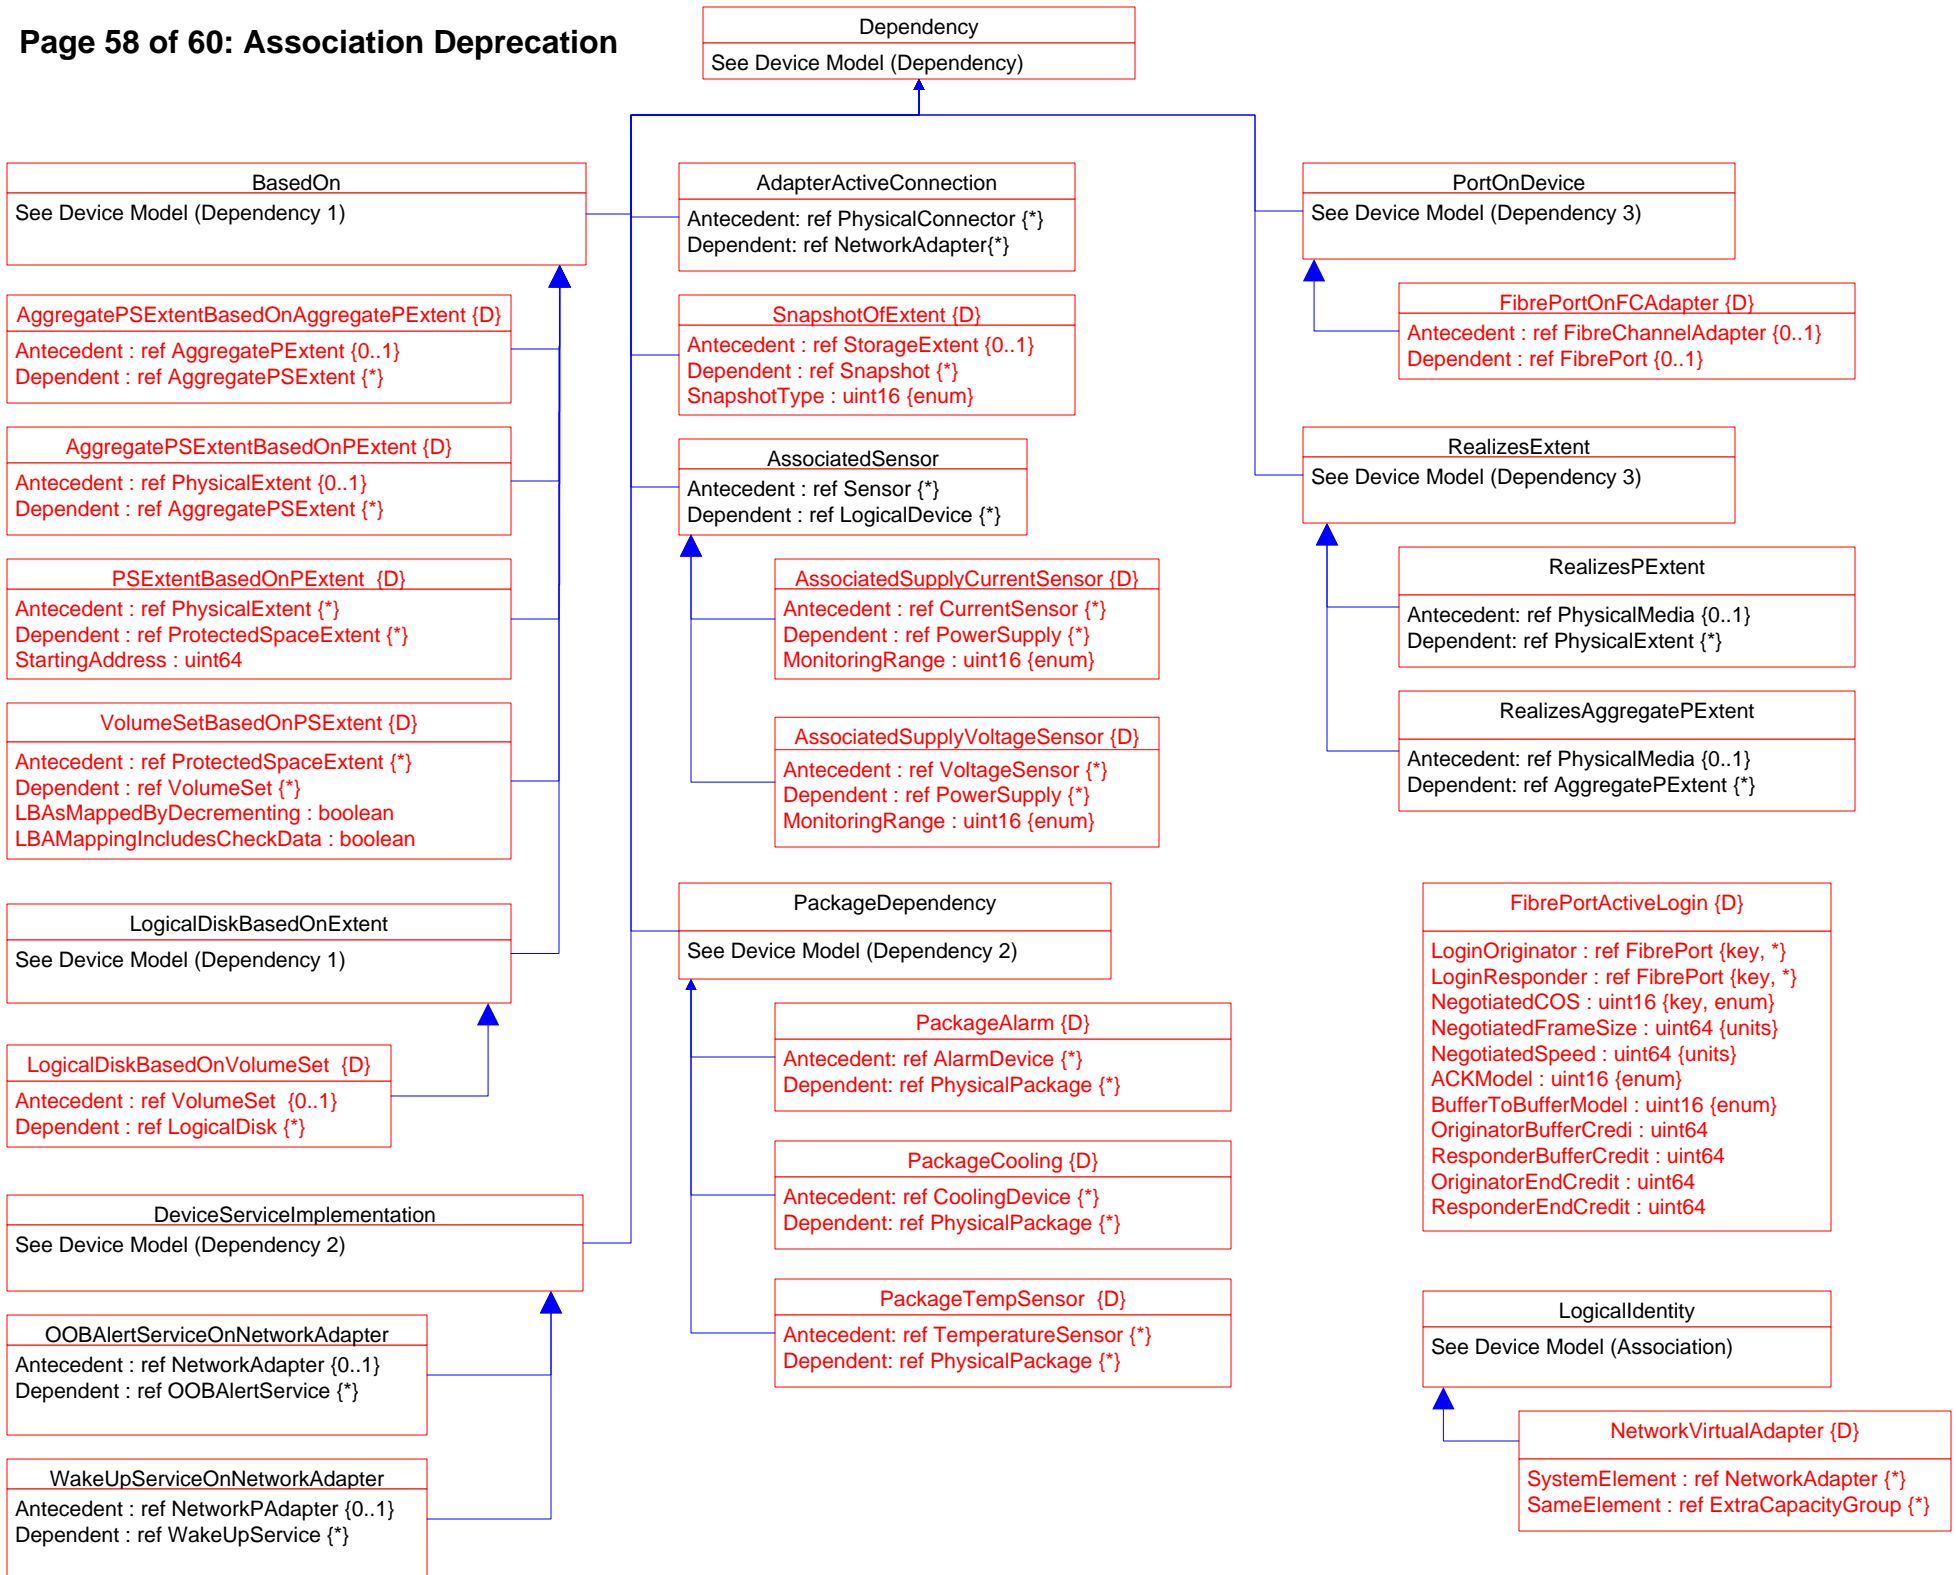 Page 58 of 60: Association Deprecation
Dependency
See Device Model (Dependency)
BasedOn
See Device Model (Dependency 1)
AggregatePSExtentBasedOnAggregatePExtent {D}
Antecedent : ref AggregatePExtent {0..1}
Dependent : ref AggregatePSExtent {*}
AggregatePSExtentBasedOnPExtent {D}
Antecedent : ref PhysicalExtent {0..1}
Dependent : ref AggregatePSExtent {*}
PSExtentBasedOnPExtent  {D}
Antecedent : ref PhysicalExtent {*}
Dependent : ref ProtectedSpaceExtent {*}
StartingAddress : uint64
VolumeSetBasedOnPSExtent {D}
Antecedent : ref ProtectedSpaceExtent {*}
Dependent : ref VolumeSet {*}
LBAsMappedByDecrementing : boolean
LBAMappingIncludesCheckData : boolean
LogicalDiskBasedOnExtent
See Device Model (Dependency 1)
LogicalDiskBasedOnVolumeSet  {D}
Antecedent : ref VolumeSet  {0..1}
Dependent : ref LogicalDisk {*}
DeviceServiceImplementation
See Device Model (Dependency 2)
OOBAlertServiceOnNetworkAdapter
Antecedent : ref NetworkAdapter {0..1}
Dependent : ref OOBAlertService {*}
WakeUpServiceOnNetworkAdapter
Antecedent : ref NetworkPAdapter {0..1}
Dependent : ref WakeUpService {*}
AdapterActiveConnection
Antecedent: ref PhysicalConnector {*}
Dependent: ref NetworkAdapter{*}
SnapshotOfExtent {D}
Antecedent : ref StorageExtent {0..1}
Dependent : ref Snapshot {*}
SnapshotType : uint16 {enum}
AssociatedSensor
Antecedent : ref Sensor {*}
Dependent : ref LogicalDevice {*}
AssociatedSupplyCurrentSensor {D}
Antecedent : ref CurrentSensor {*}
Dependent : ref PowerSupply {*}
MonitoringRange : uint16 {enum}
AssociatedSupplyVoltageSensor {D}
Antecedent : ref VoltageSensor {*}
Dependent : ref PowerSupply {*}
MonitoringRange : uint16 {enum}
PackageDependency
See Device Model (Dependency 2)
PackageAlarm {D}
Antecedent: ref AlarmDevice {*}
Dependent: ref PhysicalPackage {*}
PackageCooling {D}
Antecedent: ref CoolingDevice {*}
Dependent: ref PhysicalPackage {*}
PackageTempSensor  {D}
Antecedent: ref TemperatureSensor {*}
Dependent: ref PhysicalPackage {*}
PortOnDevice
See Device Model (Dependency 3)
FibrePortOnFCAdapter {D}
Antecedent : ref FibreChannelAdapter {0..1}
Dependent : ref FibrePort {0..1}
RealizesExtent
See Device Model (Dependency 3)
RealizesPExtent
Antecedent: ref PhysicalMedia {0..1}
Dependent: ref PhysicalExtent {*}
RealizesAggregatePExtent
Antecedent: ref PhysicalMedia {0..1}
Dependent: ref AggregatePExtent {*}
FibrePortActiveLogin {D}
LoginOriginator : ref FibrePort {key, *}
LoginResponder : ref FibrePort {key, *}
NegotiatedCOS : uint16 {key, enum}
NegotiatedFrameSize : uint64 {units}
NegotiatedSpeed : uint64 {units}
ACKModel : uint16 {enum}
BufferToBufferModel : uint16 {enum}
OriginatorBufferCredi : uint64
ResponderBufferCredit : uint64
OriginatorEndCredit : uint64
ResponderEndCredit : uint64
LogicalIdentity
See Device Model (Association)
NetworkVirtualAdapter {D}
SystemElement : ref NetworkAdapter {*}
SameElement : ref ExtraCapacityGroup {*}